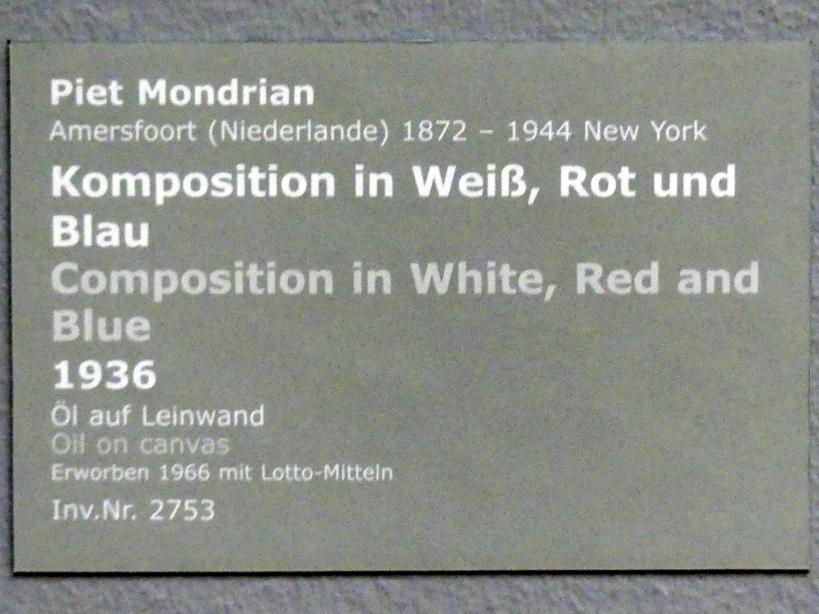 Piet Mondrian
Amersfoort (Niederlande) 1872 – 1944 New York
Komposition in Weiß, Rot und
Blau
Composition in White, Red and
Blue
1936
Öl auf Leinwand
Oil on canvas
Erworben 1966 mit Lotto-Mitteln
Inv.Nr. 2753